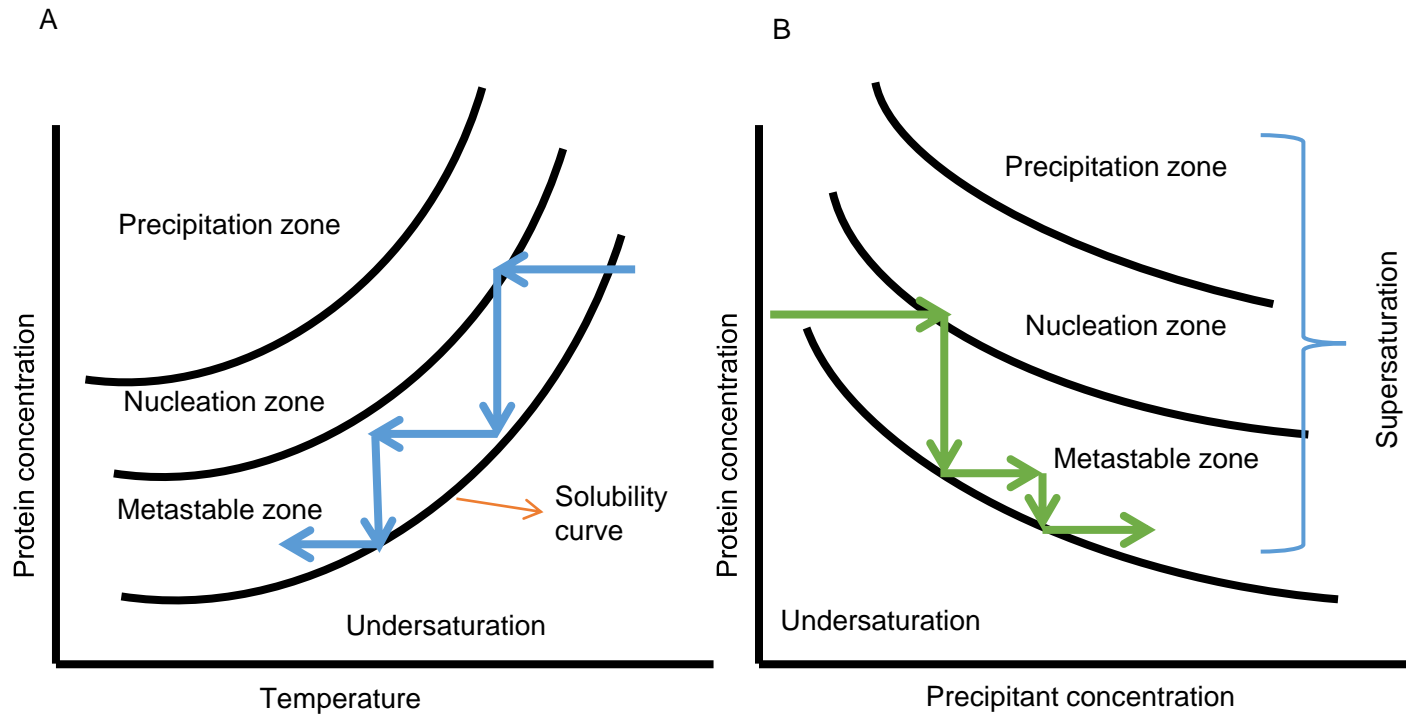 A
Precipitation zone
Nucleation zone
Metastable zone
Solubility
curve
Undersaturation
Protein concentration
Temperature
B
Precipitation zone
Nucleation zone
Metastable zone
Undersaturation
Supersaturation
Protein concentration
Precipitant concentration